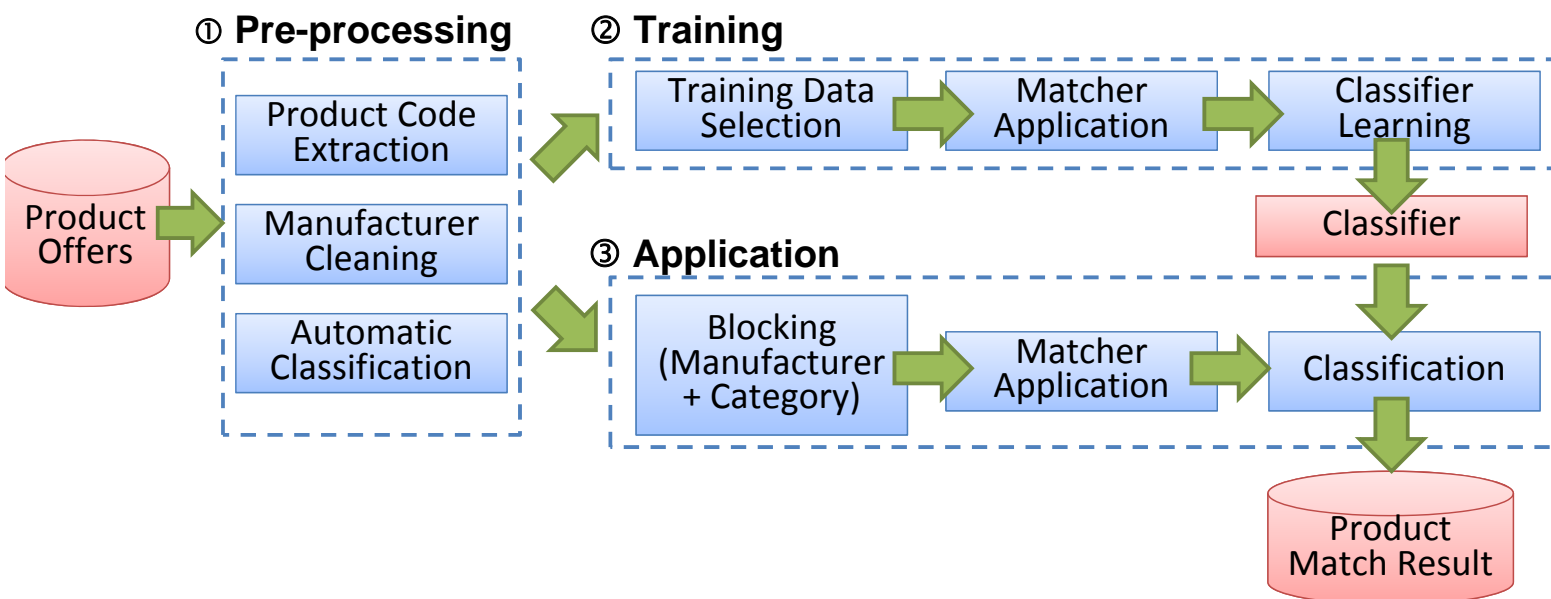 ① Pre-processing
Product
Offers
Product Code
Extraction
Manufacturer
Cleaning
Automatic
Classification
② Training
Training Data
Selection
Matcher
Application
Classifier
Learning
Classifier
③ Application
Blocking
(Manufacturer
+ Category)
Matcher
Application
Classification
Product
Match Result